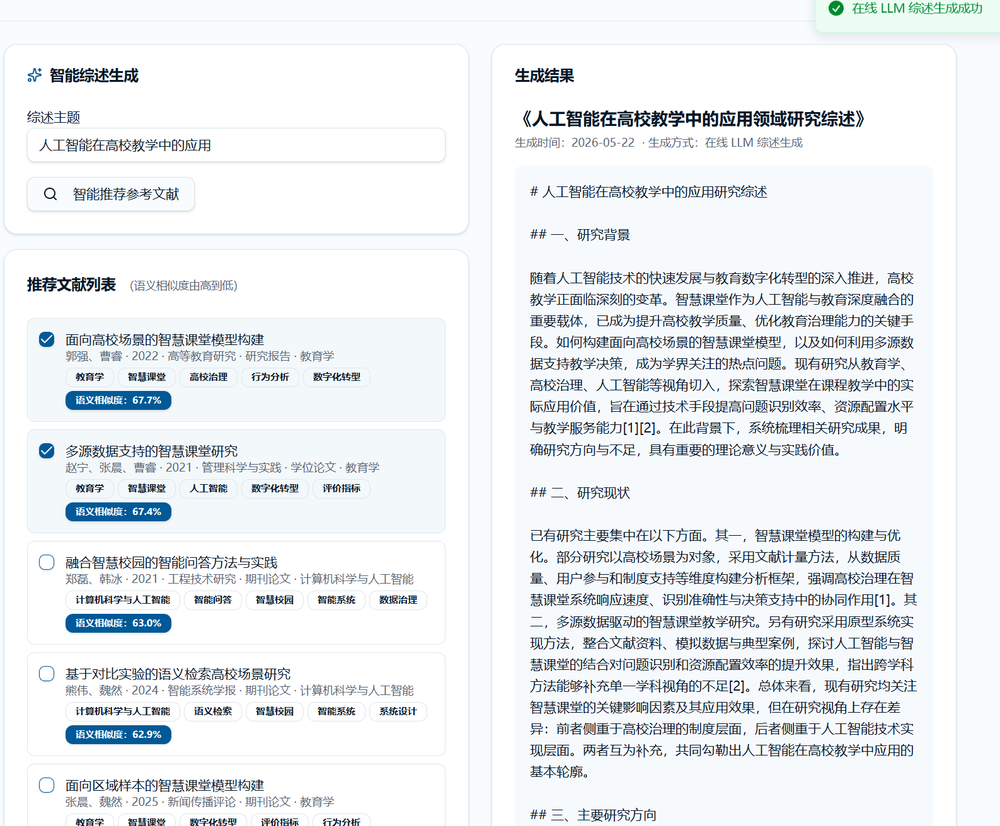 在线 LLM 综述生成成功
智能综述生成
综述主题
人工智能在高校教学中的应用
智能推荐参考文献
推荐文献列表 （语义相似度由高到低）
面向高校场景的智慧课堂模型构建
郭强、曹睿 · 2022 · 高等教育研究 · 研究报告 · 教育学
教育学 智慧课堂 高校治理 行为分析 数字化转型
语义相似度：67.7%
多源数据支持的智慧课堂研究
赵宁、张晨、曹睿 · 2021 · 管理科学与实践 · 学位论文 · 教育学
教育学 智慧课堂 人工智能 数字化转型 评价指标
语义相似度：67.4%
融合智慧校园的智能问答方法与实践
郑磊、韩冰 · 2021 · 工程技术研究 · 期刊论文 · 计算机科学与人工智能
计算机科学与人工智能 智能问答 智慧校园 智能系统 数据治理
语义相似度：63.0%
基于对比实验的语义检索高校场景研究
熊伟、魏然 · 2024 · 智能系统学报 · 期刊论文 · 计算机科学与人工智能
计算机科学与人工智能 语义检索 智慧校园 智能系统 系统设计
语义相似度：62.9%
面向区域样本的智慧课堂模型构建
张晨、魏然 · 2025 · 新闻传播评论 · 期刊论文 · 教育学
教育学 智慧课堂 数字化转型 评价指标 行为分析
生成结果
《人工智能在高校教学中的应用领域研究综述》
生成时间：2026-05-22 · 生成方式：在线 LLM 综述生成
# 人工智能在高校教学中的应用研究综述
## 一、研究背景
随着人工智能技术的快速发展与教育数字化转型的深入推进，高校
教学正面临深刻的变革。智慧课堂作为人工智能与教育深度融合的
重要载体，已成为提升高校教学质量、优化教育治理能力的关键手
段。如何构建面向高校场景的智慧课堂模型，以及如何利用多源数
据支持教学决策，成为学界关注的热点问题。现有研究从教育学、
高校治理、人工智能等视角切入，探索智慧课堂在课程教学中的实
际应用价值，旨在通过技术手段提高问题识别效率、资源配置水平
与教学服务能力[1][2]。在此背景下，系统梳理相关研究成果，明
确研究方向与不足，具有重要的理论意义与实践价值。
## 二、研究现状
已有研究主要集中在以下方面。其一，智慧课堂模型的构建与优
化。部分研究以高校场景为对象，采用文献计量方法，从数据质
量、用户参与和制度支持等维度构建分析框架，强调高校治理在智
慧课堂系统响应速度、识别准确性与决策支持中的协同作用[1]。其
二，多源数据驱动的智慧课堂教学研究。另有研究采用原型系统实
现方法，整合文献资料、模拟数据与典型案例，探讨人工智能与智
慧课堂的结合对问题识别和资源配置效率的提升效果，指出跨学科
方法能够补充单一学科视角的不足[2]。总体来看，现有研究均关注
智慧课堂的关键影响因素及其应用效果，但在研究视角上存在差
异：前者侧重于高校治理的制度层面，后者侧重于人工智能技术实
现层面。两者互为补充，共同勾勒出人工智能在高校教学中应用的
基本轮廓。
## 三、主要研究方向